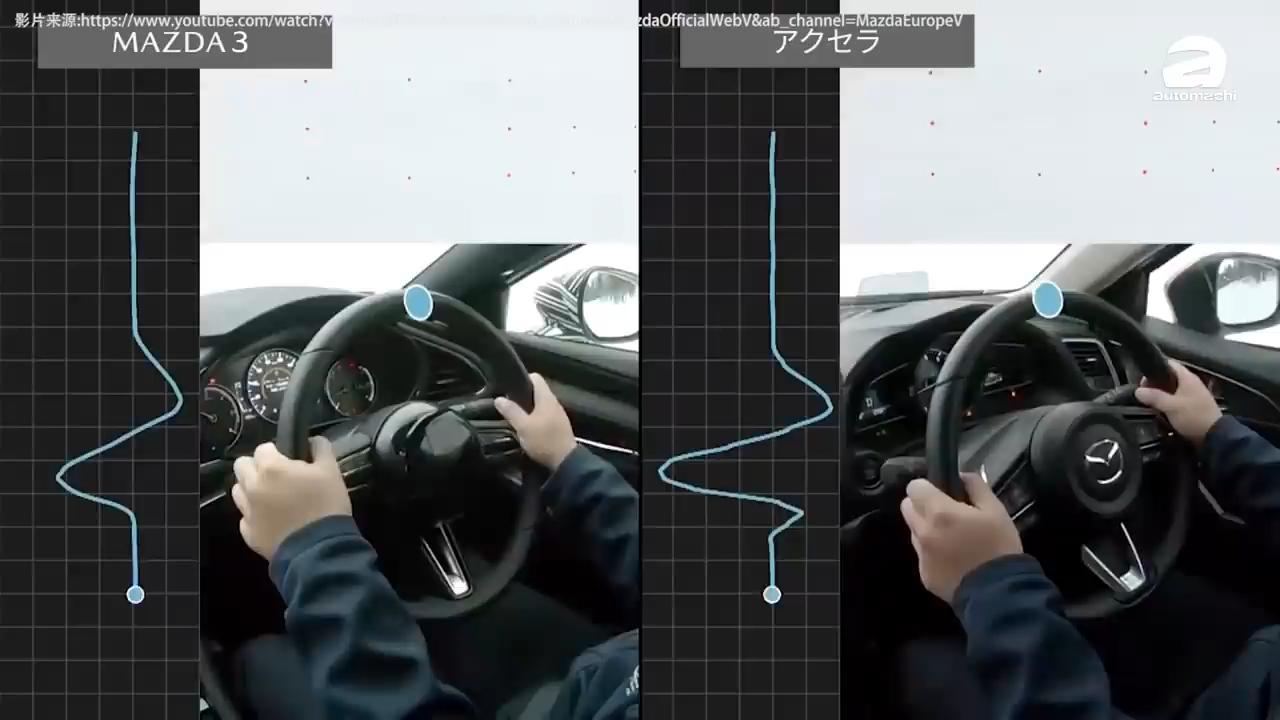 影片来源:https://www.youtube.com/watch?v
zdaOfficialWebV&ab_channel=MazdaEuropeV
MAZDA3
アクセラ
automachi